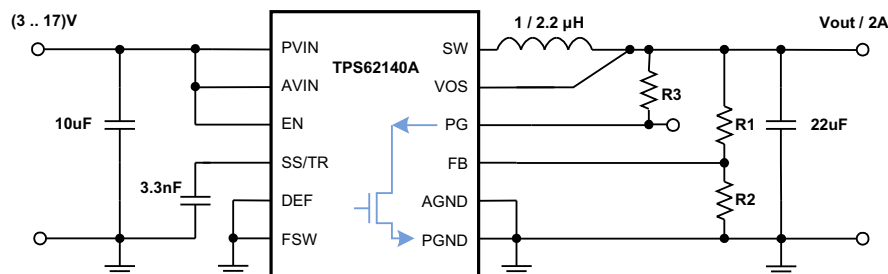 (3 .. 17)V
1 / 2.2 µH
Vout / 2A
PVIN
SW
TPS62140A
AVIN
VOS
R3
10uF
EN
PG
R1
22uF
SS/TR
FB
3.3nF
DEF
AGND
R2
FSW
PGND